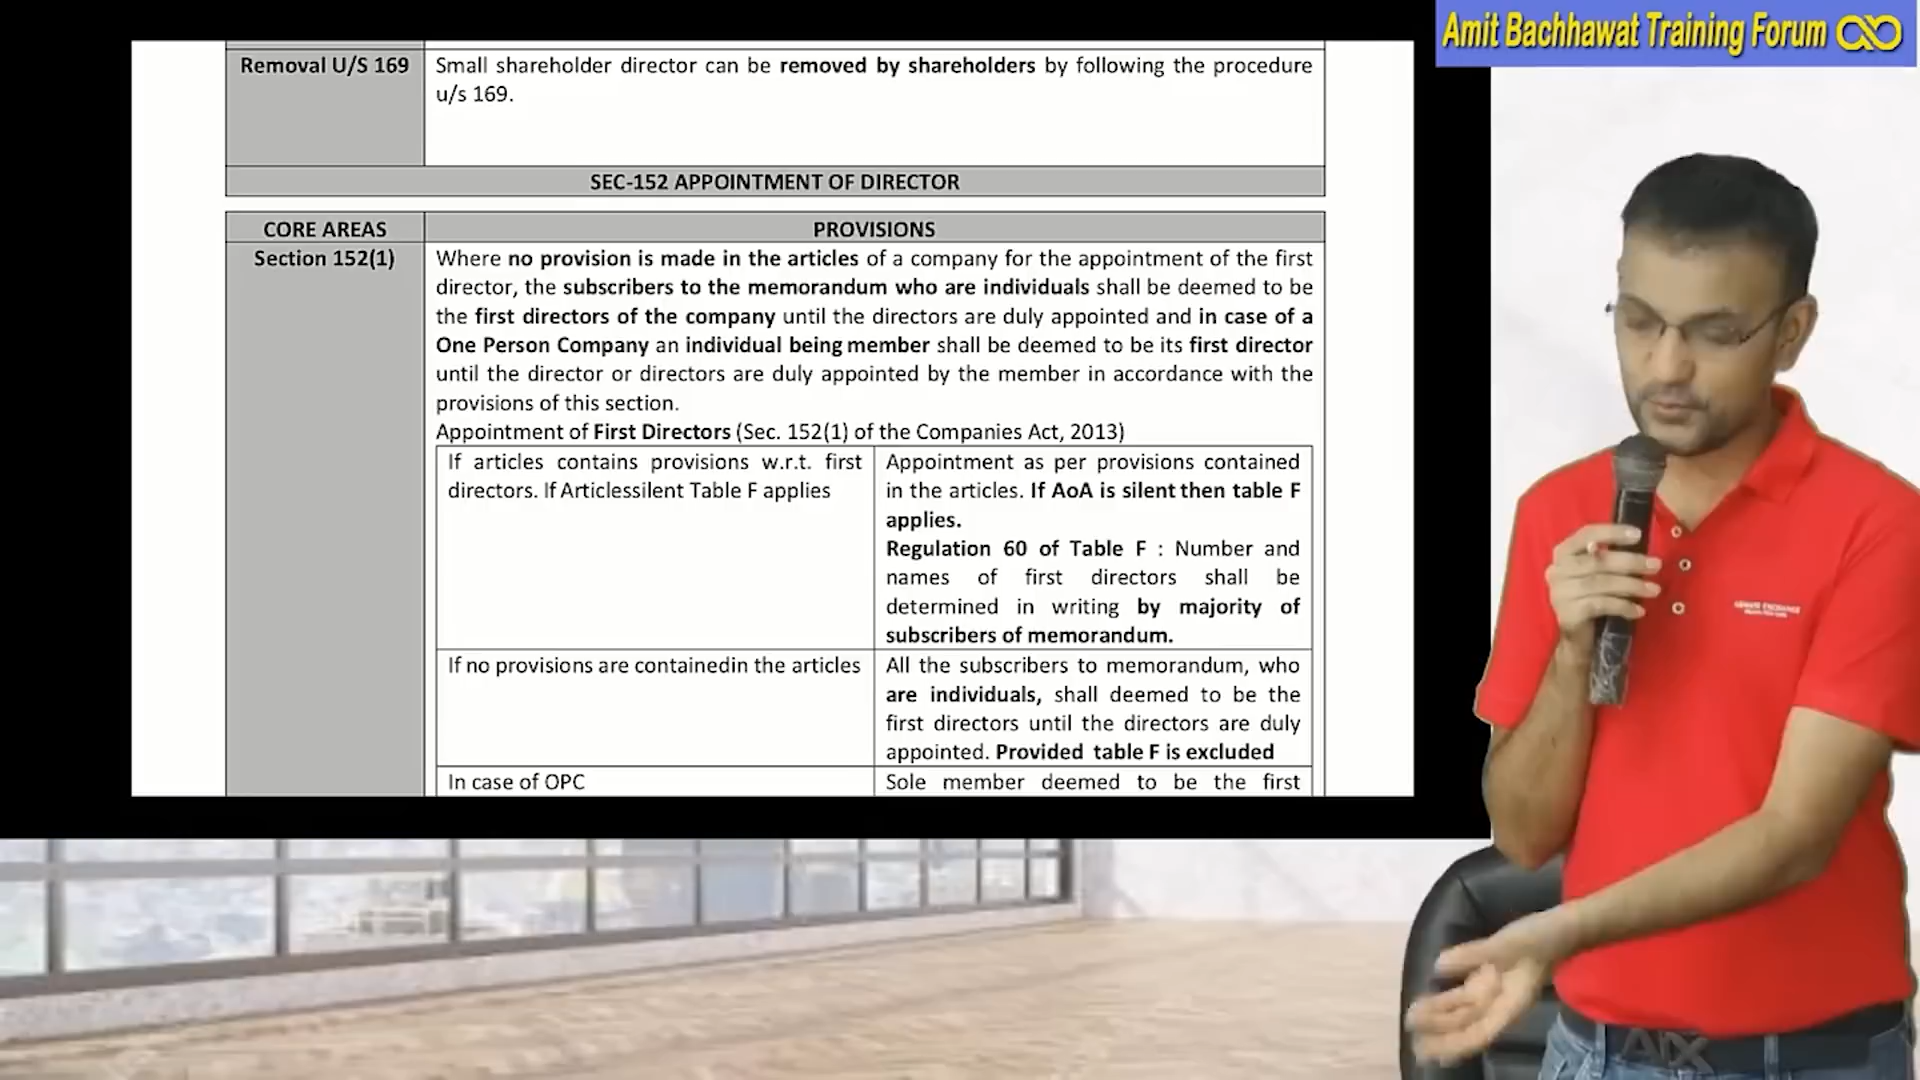 Amit Bachhawat Training Forum
Removal U/S 169
Small shareholder director can be removed by shareholders by following the procedure
u/s 169.
SEC-152 APPOINTMENT OF DIRECTOR
CORE AREAS
PROVISIONS
Section 152(1)
Where no provision is made in the articles of a company for the appointment of the first
director, the subscribers to the memorandum who are individuals shall be deemed to be
the first directors of the company until the directors are duly appointed and in case of a
One Person Company an individual being member shall be deemed to be its first director
until the director or directors are duly appointed by the member in accordance with the
provisions of this section.
Appointment of First Directors (Sec. 152(1) of the Companies Act, 2013)
If articles contains provisions w.r.t. first
directors. If Articlessilent Table F applies
Appointment as per provisions contained
in the articles. If AoA is silent then table F
applies.
Regulation 60 of Table F : Number and
names of first directors shall be
determined in writing by majority of
subscribers of memorandum.
If no provisions are containedin the articles
All the subscribers to memorandum, who
are individuals, shall deemed to be the
first directors until the directors are duly
appointed. Provided table F is excluded
In case of OPC
Sole member deemed to be the first